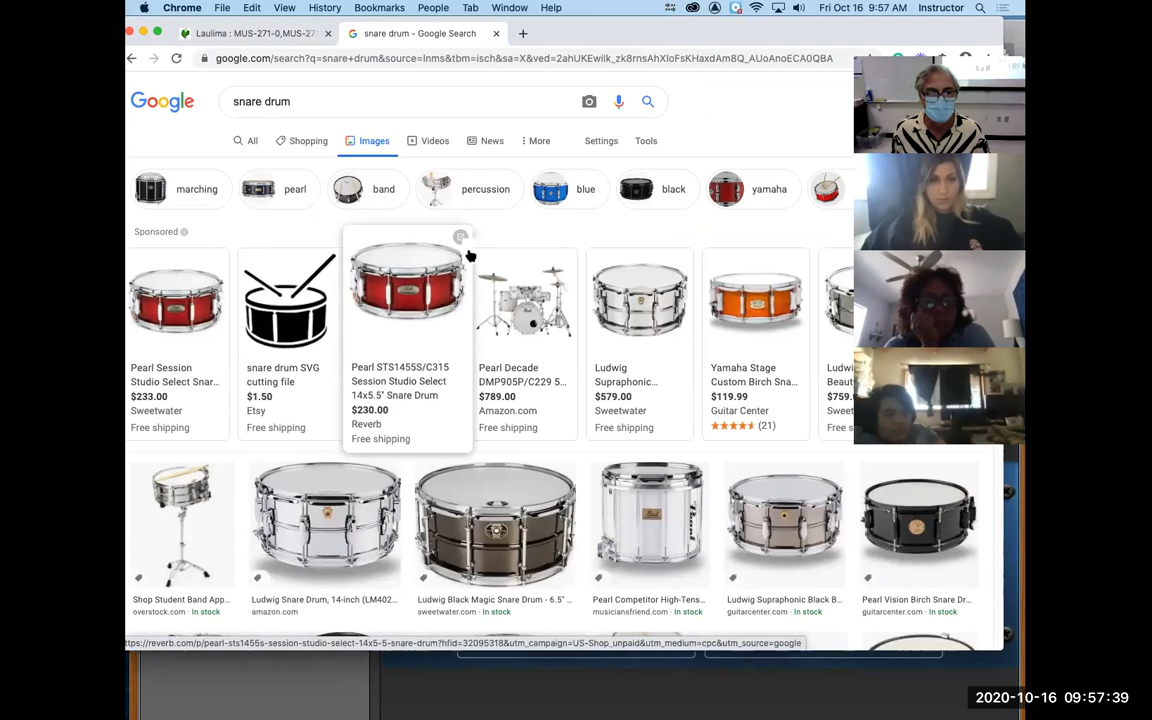 Chrome File Edit View History Bookmarks People Tab Window Help Fri Oct 16 9:57 AM Instructor
Laulima : MUS-271-0,MUS-27 snare drum - Google Search
google.com/search?q=snare+drum&source=lnms&tbm=isch&sa=X&ved=
Google snare drum
All Shopping Images Videos News More Settings Tools
marching pearl band percussion blue black yamaha
Sponsored
Pearl Session
Studio Select Snar...
$233.00
Sweetwater
Free shipping
snare drum SVG
cutting file
$1.50
Etsy
Free shipping
Pearl STS1455S/C315
Session Studio Select
14x5.5" Snare Drum
$230.00
Reverb
Free shipping
Pearl Decade
DMP905P/C229 5...
$789.00
Amazon.com
Free shipping
Ludwig
Supraphonic...
$579.00
Sweetwater
Free shipping
Yamaha Stage
Custom Birch Sna...
$119.99
Guitar Center
(21)
Ludwi
Beaut
$759.
Guita
Free
Shop Student Band App...
overstock.com · In stock
Ludwig Snare Drum, 14-inch (LM402...
amazon.com
Ludwig Black Magic Snare Drum - 6.5" ...
sweetwater.com · In stock
Pearl Competitor High-Tens...
musiciansfriend.com · In stock
Ludwig Supraphonic Black B...
guitarcenter.com · In stock
Pearl Vision Birch Snare Dr...
guitarcenter.com · In stock
ttps://reverb.com/p/pearl-sts1455s-session-studio-select-14x5-5-snare-drum?hfid=32095318&utm_campaign=US-Shop_unpaid&utm_medium=cpc&utm_source=google
2020-10-16 09:57:39